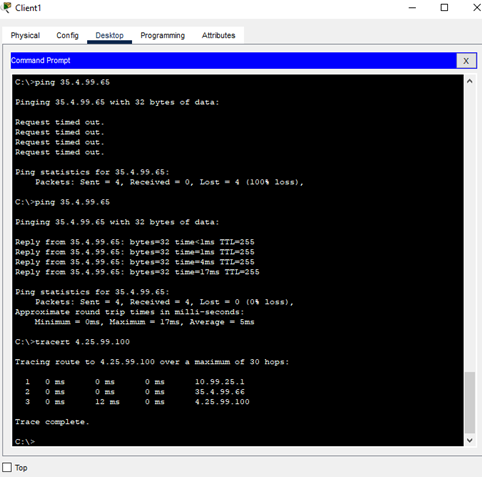 Client1
Physical Config Desktop Programming Attributes
Command Prompt X
C:\>ping 35.4.99.65
Pinging 35.4.99.65 with 32 bytes of data:
Request timed out.
Request timed out.
Request timed out.
Request timed out.
Ping statistics for 35.4.99.65:
Packets: Sent = 4, Received = 0, Lost = 4 (100% loss),
C:\>ping 35.4.99.65
Pinging 35.4.99.65 with 32 bytes of data:
Reply from 35.4.99.65: bytes=32 time<1ms TTL=255
Reply from 35.4.99.65: bytes=32 time=1ms TTL=255
Reply from 35.4.99.65: bytes=32 time=4ms TTL=255
Reply from 35.4.99.65: bytes=32 time=17ms TTL=255
Ping statistics for 35.4.99.65:
Packets: Sent = 4, Received = 4, Lost = 0 (0% loss),
Approximate round trip times in milli-seconds:
Minimum = 0ms, Maximum = 17ms, Average = 5ms
C:\>tracert 4.25.99.100
Tracing route to 4.25.99.100 over a maximum of 30 hops:
1 0 ms 0 ms 0 ms 10.99.25.1
2 0 ms 0 ms 0 ms 35.4.99.66
3 0 ms 12 ms 0 ms 4.25.99.100
Trace complete.
C:\>
Top